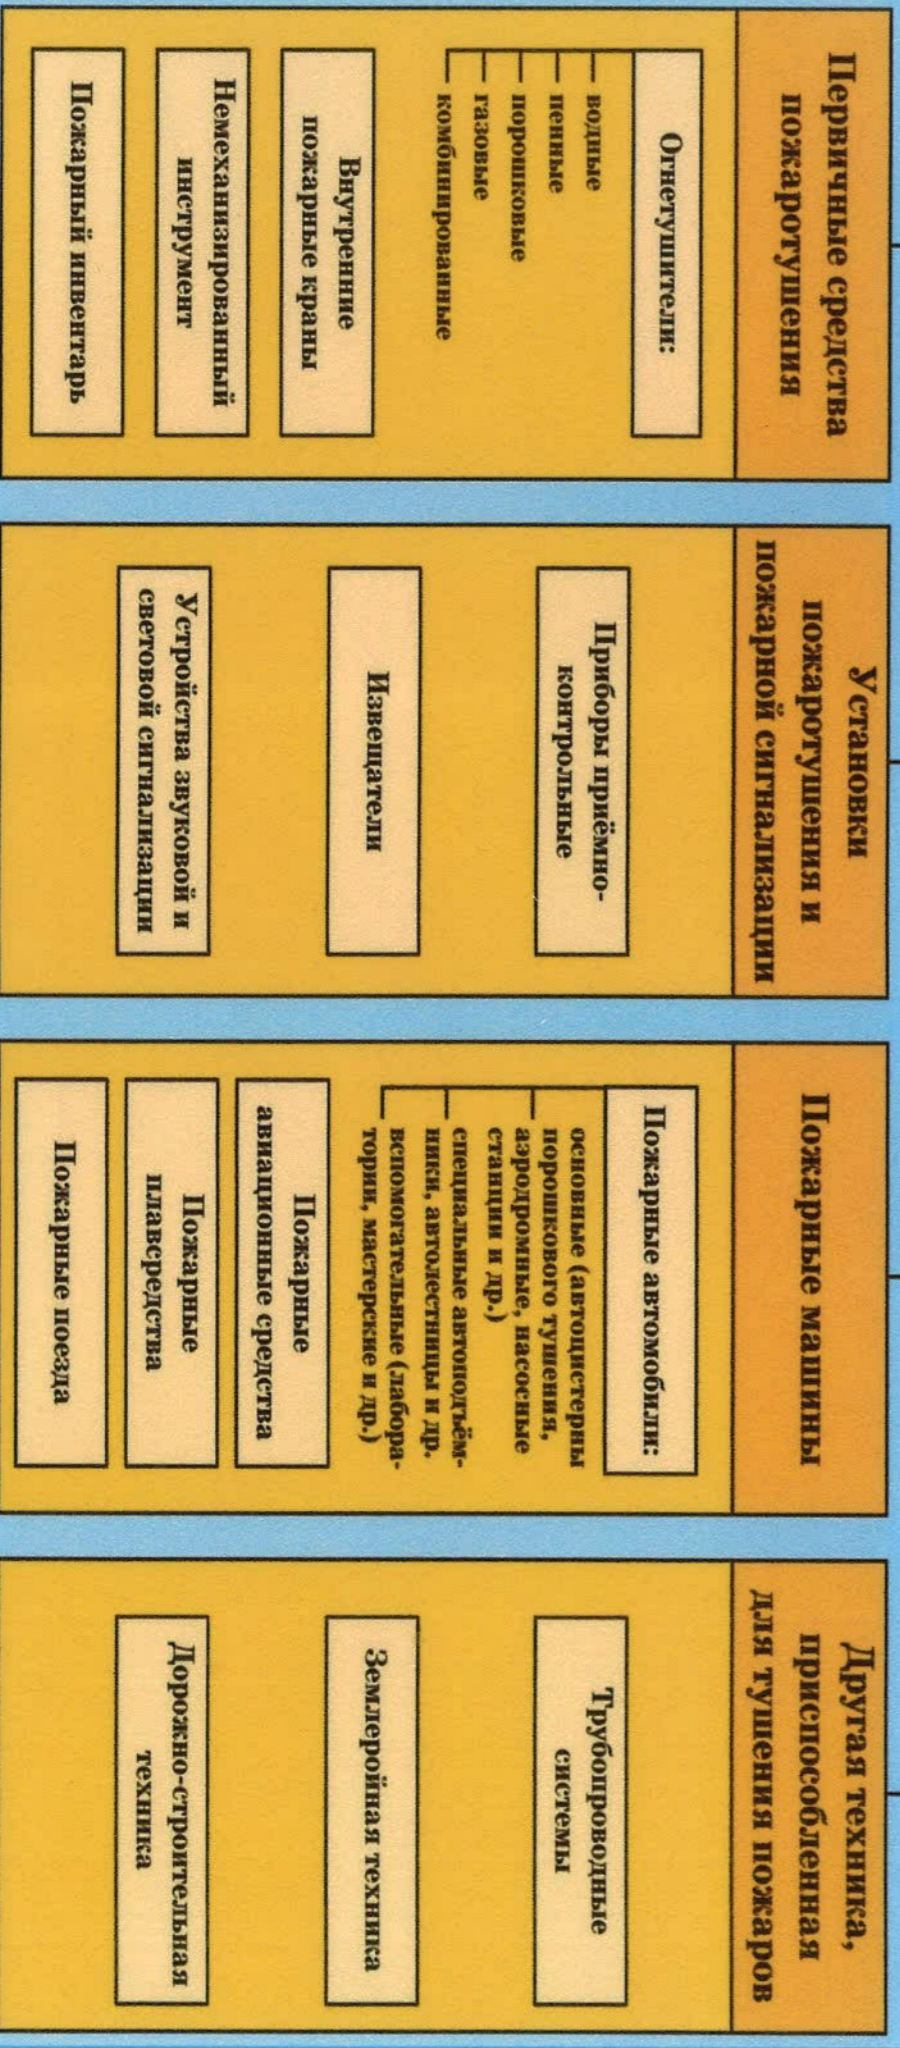 Первичные средства
пожаротушения
Огнетушители:
водные
пенные
порошковые
газовые
комбинированные
Внутренние
пожарные краны
Немеханизированный
инструмент
Пожарный инвентарь
Установки
пожаротушения и
пожарной сигнализации
Приборы приёмно-
контрольные
Извещатели
Устройства звуковой и
световой сигнализации
Пожарные машины
Пожарные автомобили:
основные (автоцистерны
порошкового тушения,
аэродромные, насосные
станции и др.)
специальные автоподъём-
ники, автолестницы и др.
вспомогательные (лабора-
тории, мастерские и др.)
Пожарные
авиационные средства
Пожарные
плавсредства
Пожарные поезда
Другая техника,
приспособленная
для тушения пожаров
Трубопроводные
системы
Землеройная техника
Дорожно-строительная
техника